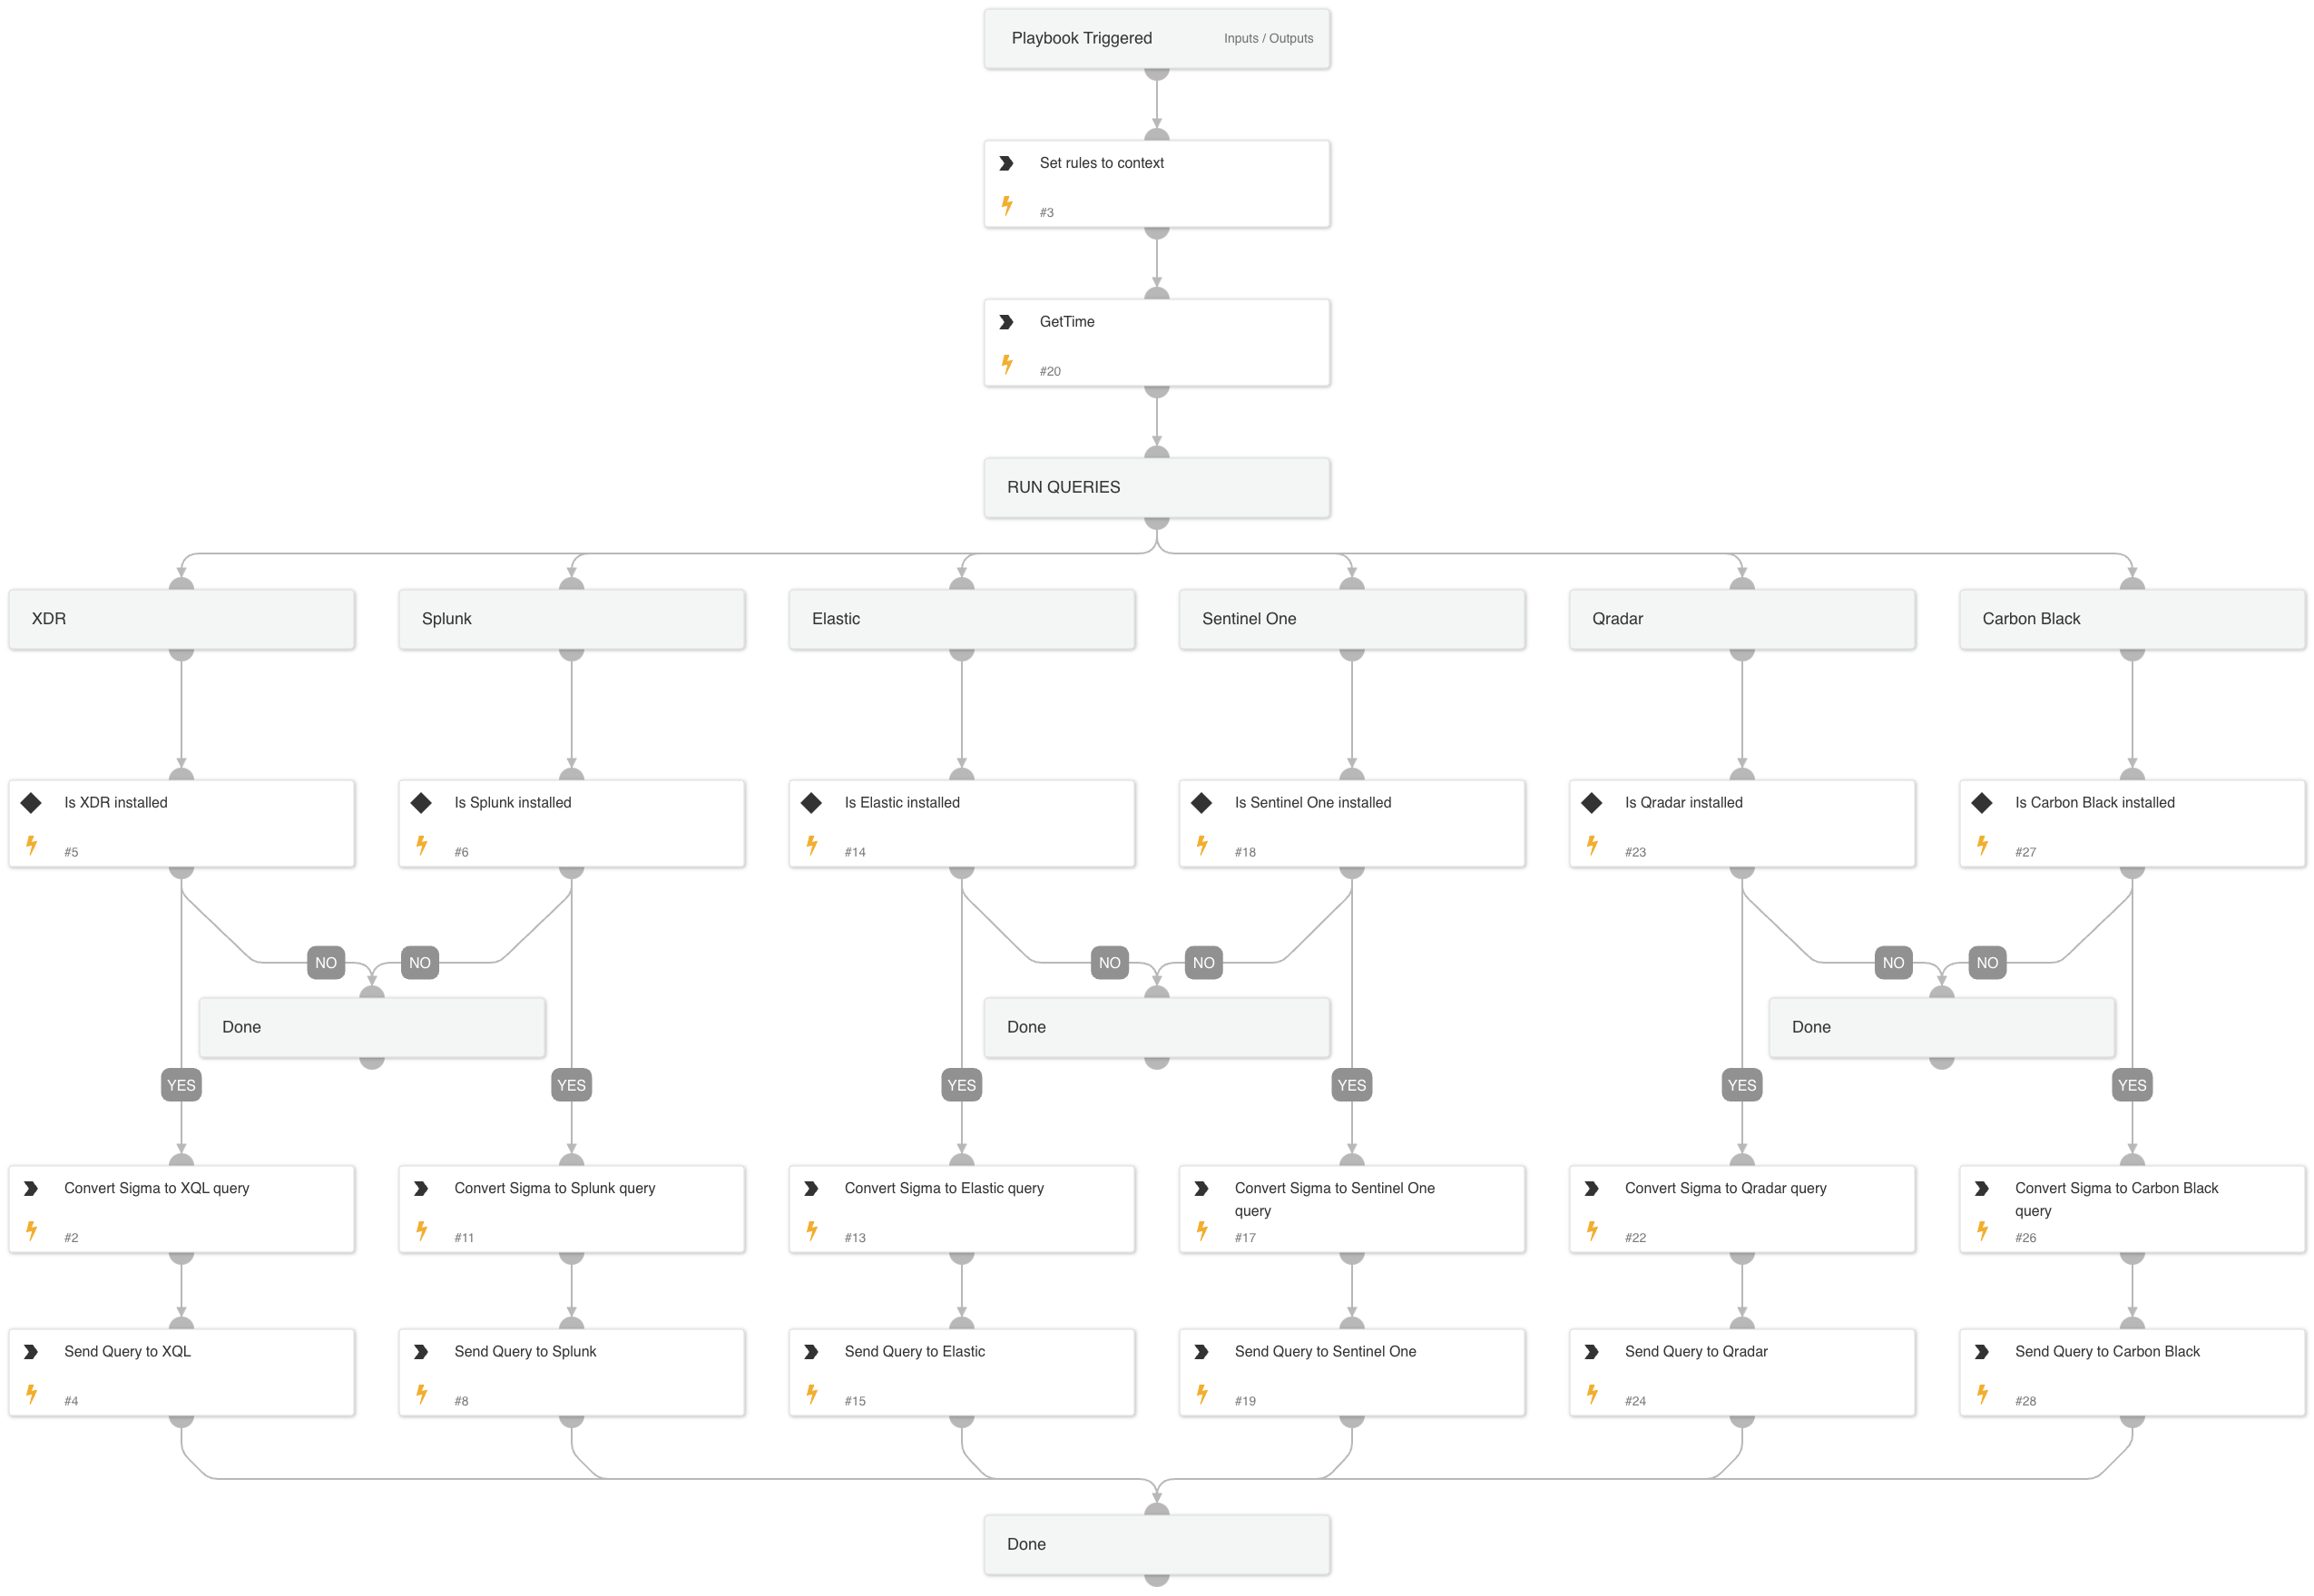 Playbook Triggered
Inputs / Outputs
Set rules to context
#3
GetTime
#20
RUN QUERIES
XDR
Splunk
Elastic
Sentinel One
Qradar
Carbon Black
Is XDR installed
#5
Is Splunk installed
#6
Is Elastic installed
#14
Is Sentinel One installed
#18
Is Qradar installed
#23
Is Carbon Black installed
#27
NO
NO
NO
NO
NO
NO
Done
Done
Done
YES
YES
YES
YES
YES
YES
Convert Sigma to XQL query
#2
Convert Sigma to Splunk query
#11
Convert Sigma to Elastic query
#13
Convert Sigma to Sentinel One
query
#17
Convert Sigma to Qradar query
#22
Convert Sigma to Carbon Black
query
#26
Send Query to XQL
#4
Send Query to Splunk
#8
Send Query to Elastic
#15
Send Query to Sentinel One
#19
Send Query to Qradar
#24
Send Query to Carbon Black
#28
Done